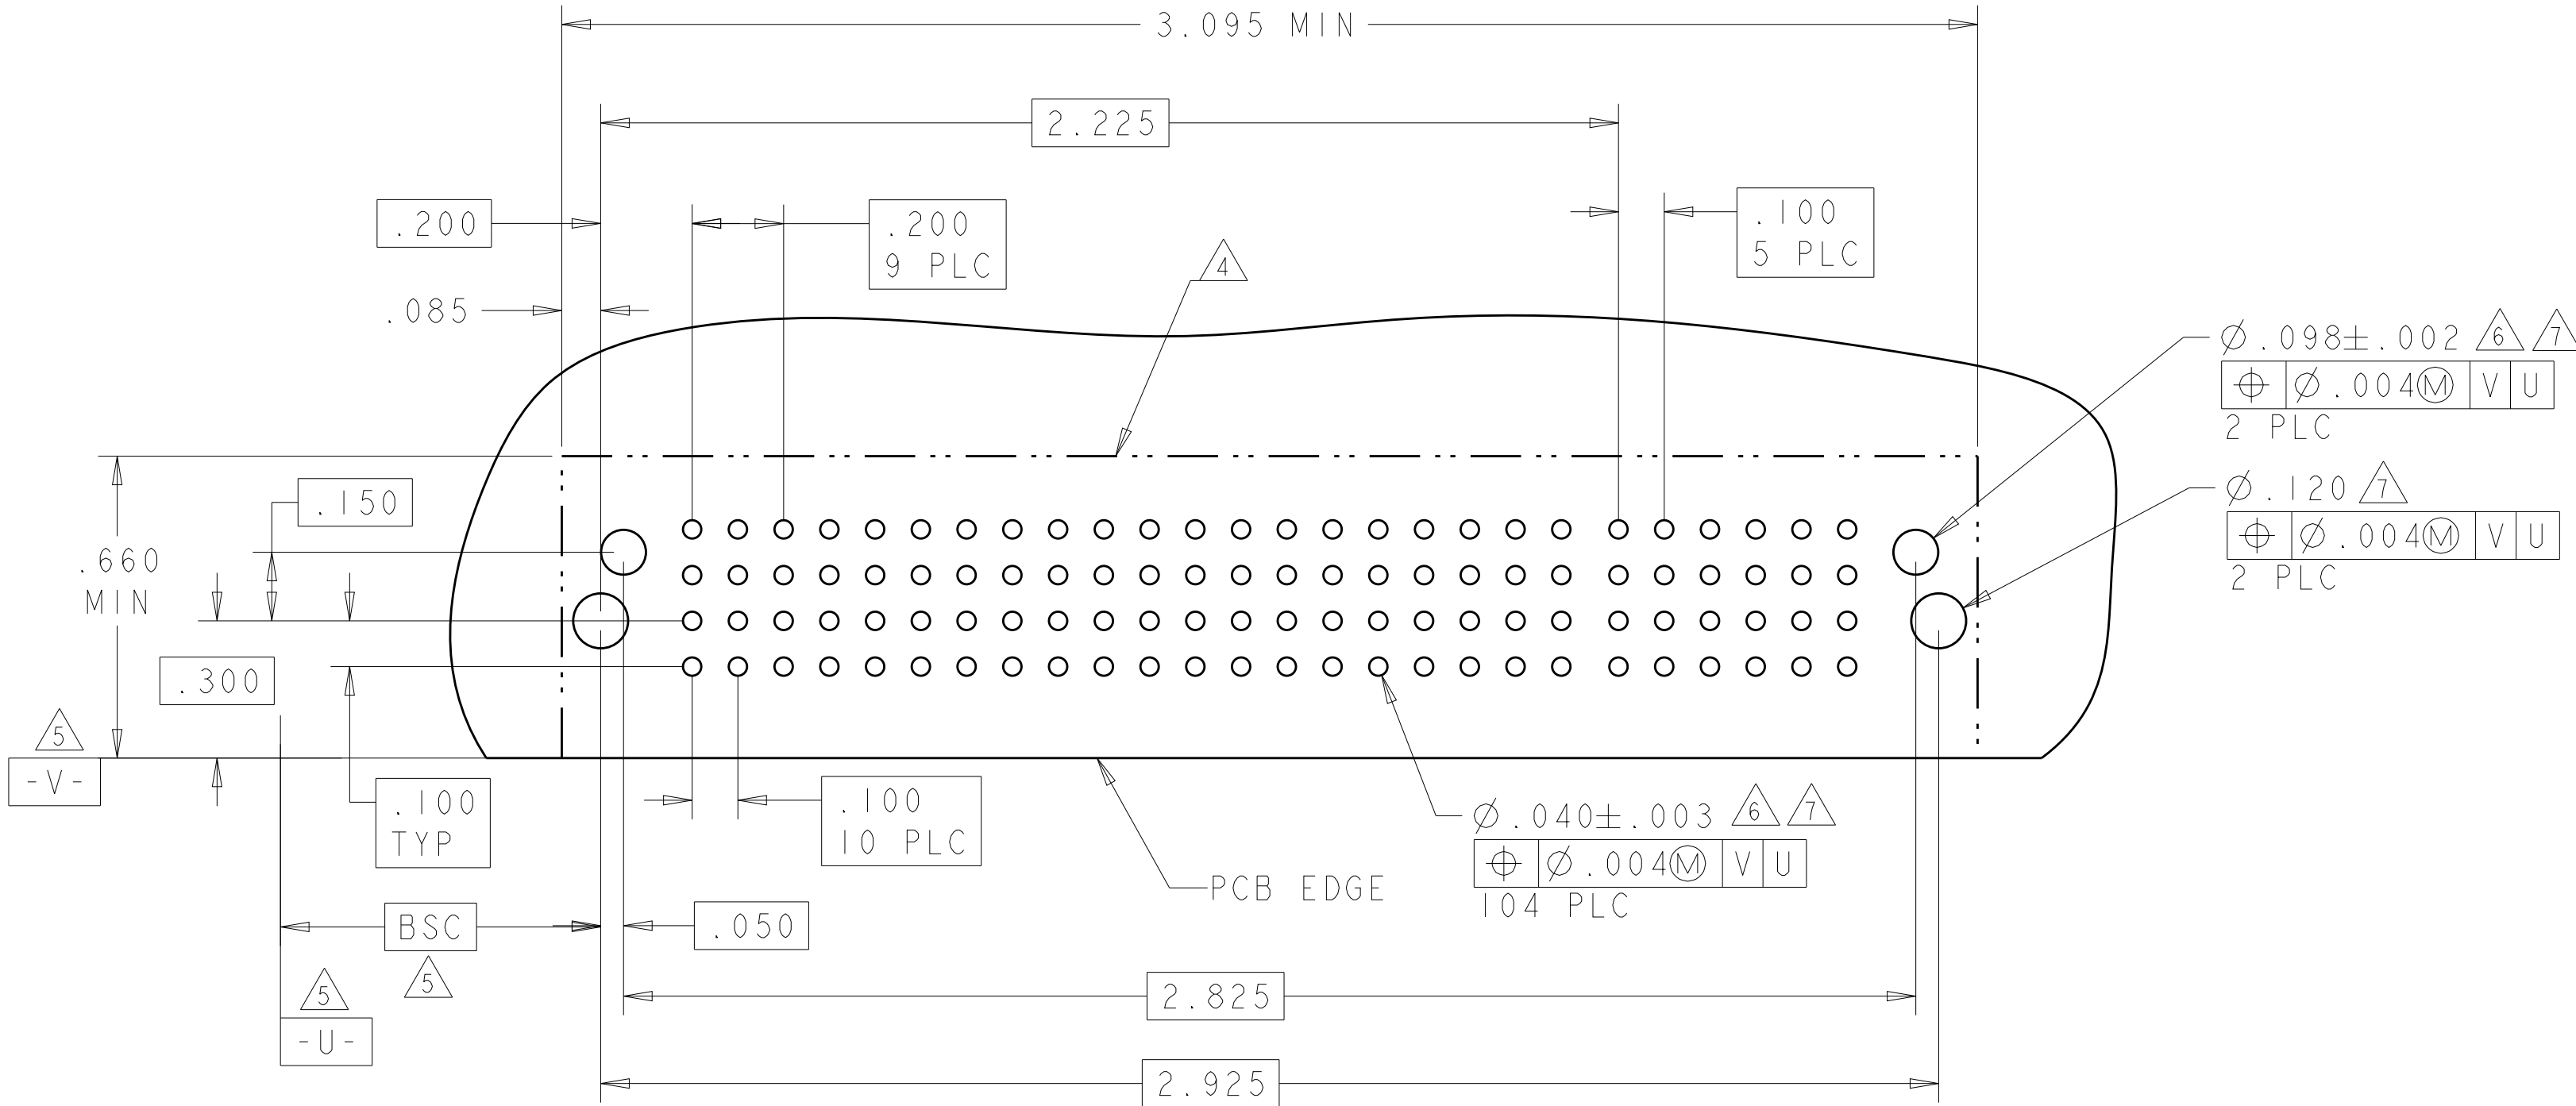 3.095 MIN
2.225
.200
.200
9 PLC
.100
5 PLC
4
.085
Ø.098±.002 6 7
⌖ Ø.004Ⓜ V U
2 PLC
.150
Ø.120 7
⌖ Ø.004Ⓜ V U
2 PLC
.660
MIN
.300
5
-V-
.100
TYP
.100
10 PLC
Ø.040±.003 6 7
⌖ Ø.004Ⓜ V U
104 PLC
PCB EDGE
BSC
5
.050
5
-U-
2.825
2.925